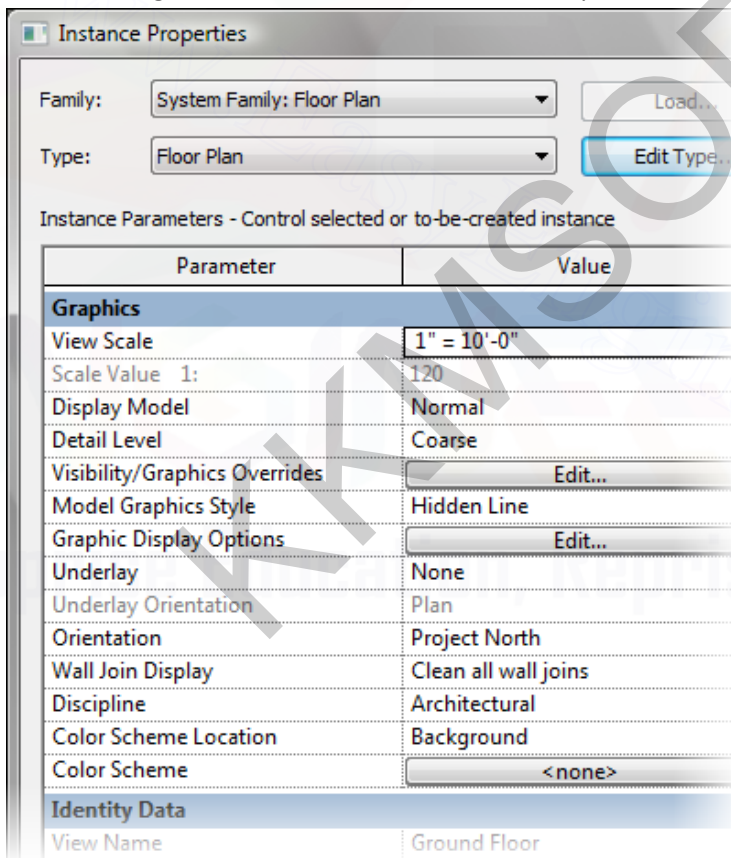 Instance Properties
Family: System Family: Floor Plan Load...
Type: Floor Plan Edit Type...
Instance Parameters - Control selected or to-be-created instance
Parameter Value
Graphics
View Scale 1" = 10'-0"
Scale Value 1: 120
Display Model Normal
Detail Level Coarse
Visibility/Graphics Overrides Edit...
Model Graphics Style Hidden Line
Graphic Display Options Edit...
Underlay None
Underlay Orientation Plan
Orientation Project North
Wall Join Display Clean all wall joins
Discipline Architectural
Color Scheme Location Background
Color Scheme <none>
Identity Data
View Name Ground Floor